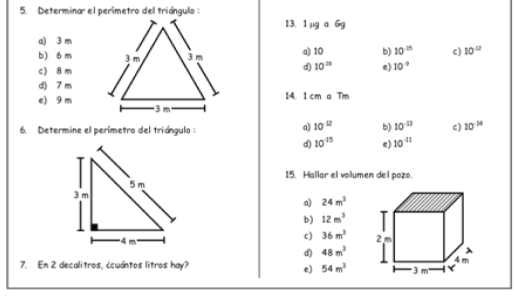 5. Determinar el perímetro del triángulo :
a) 3 m
b) 6 m
c) 8 m
d) 7 m
e) 9 m
3 m
3 m
3 m
6. Determine el perímetro del triángulo :
3 m
5 m
4 m
7. En 2 decalitros, ¿cuántos litros hay?
13. 1 μg a Gg
a) 10 b) 10⁻¹⁵ c) 10⁻¹²
d) 10⁻¹⁸ e) 10⁻⁹
14. 1 cm a Tm
a) 10⁻¹² b) 10⁻¹³ c) 10⁻¹⁴
d) 10⁻¹⁵ e) 10⁻¹¹
15. Hallar el volumen del pozo.
a) 24 m³
b) 12 m³
c) 36 m³
d) 48 m³
e) 54 m³
2 m
3 m
4 m